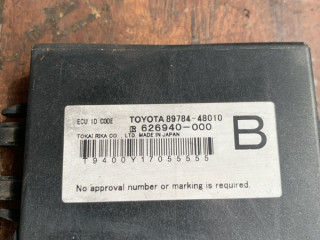 ECU ID CODE TOYOTA 89784-48010
626940-000
TOKAI RIKA CO., LTD. MADE IN JAPAN
B
19400Y17055555
No approval number or marking is required.